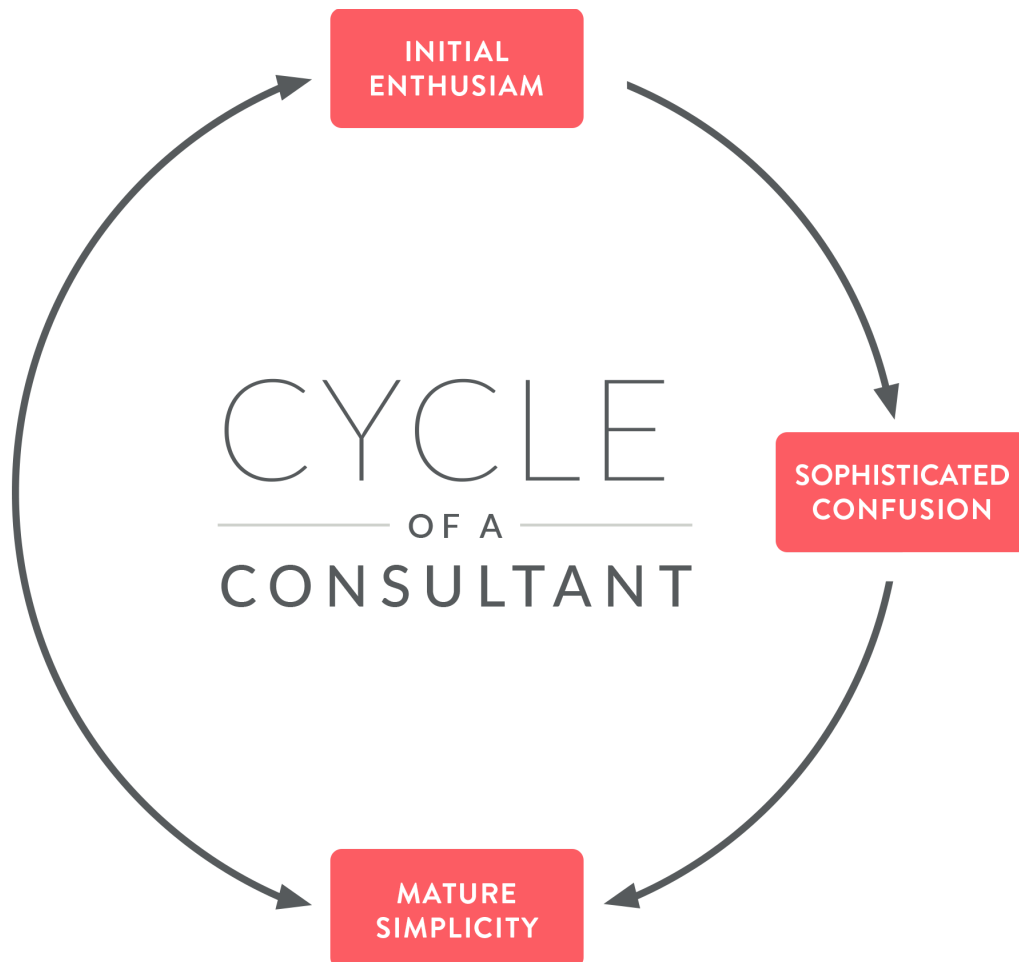 INITIAL
ENTHUSIAM
SOPHISTICATED
CONFUSION
CYCLE
OF A
CONSULTANT
MATURE
SIMPLICITY